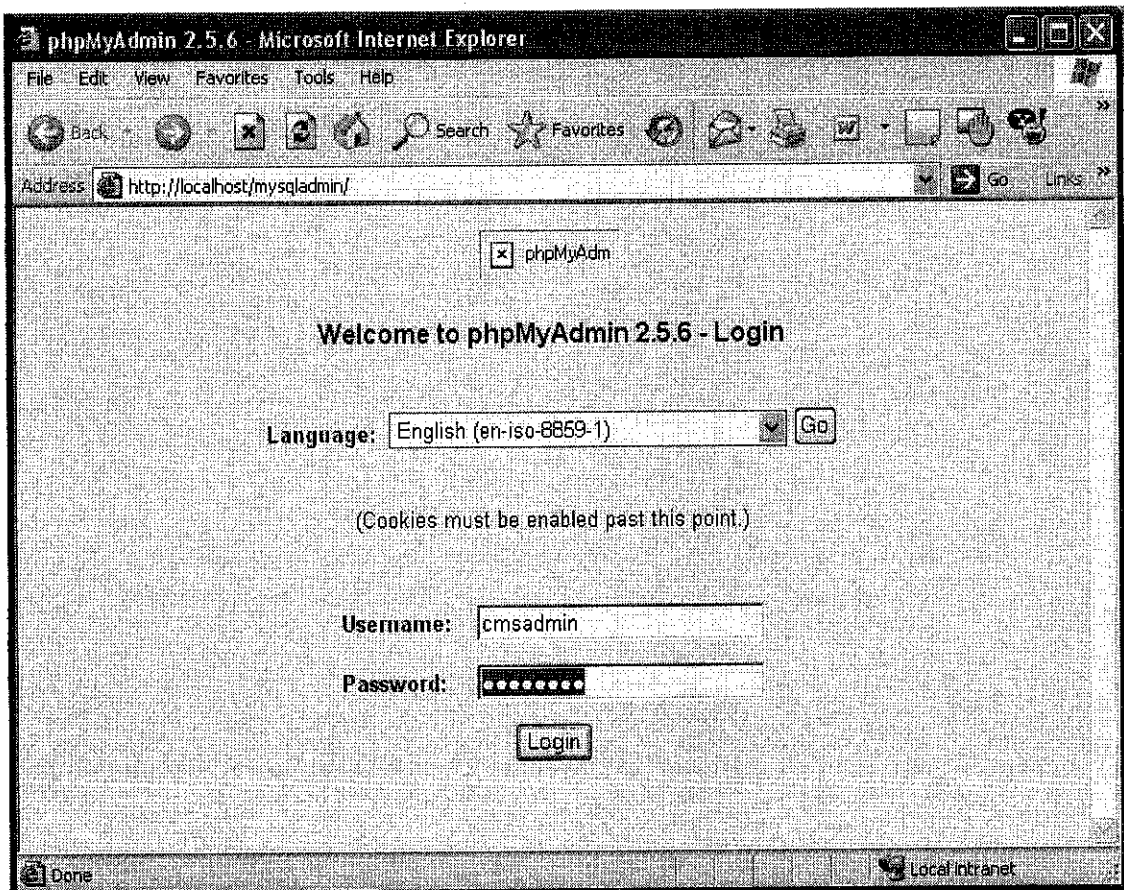 phpMyAdmin 2.5.6 - Microsoft Internet Explorer
File Edit View Favorites Tools Help
Back Search Favorites
Address http://localhost/mysqladmin/ Go Links »
phpMyAdm
Welcome to phpMyAdmin 2.5.6 - Login
Language: English (en-iso-8859-1) Go
(Cookies must be enabled past this point.)
Username: cmsadmin
Password: ••••••••
Login
Done Local intranet